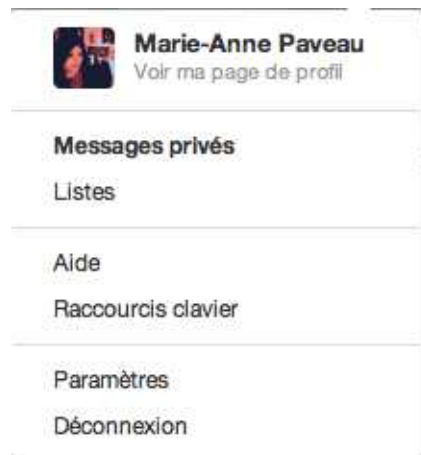 Marie-Anne Paveau
Voir ma page de profil
Messages privés
Listes
Aide
Raccourcis clavier
Paramètres
Déconnexion